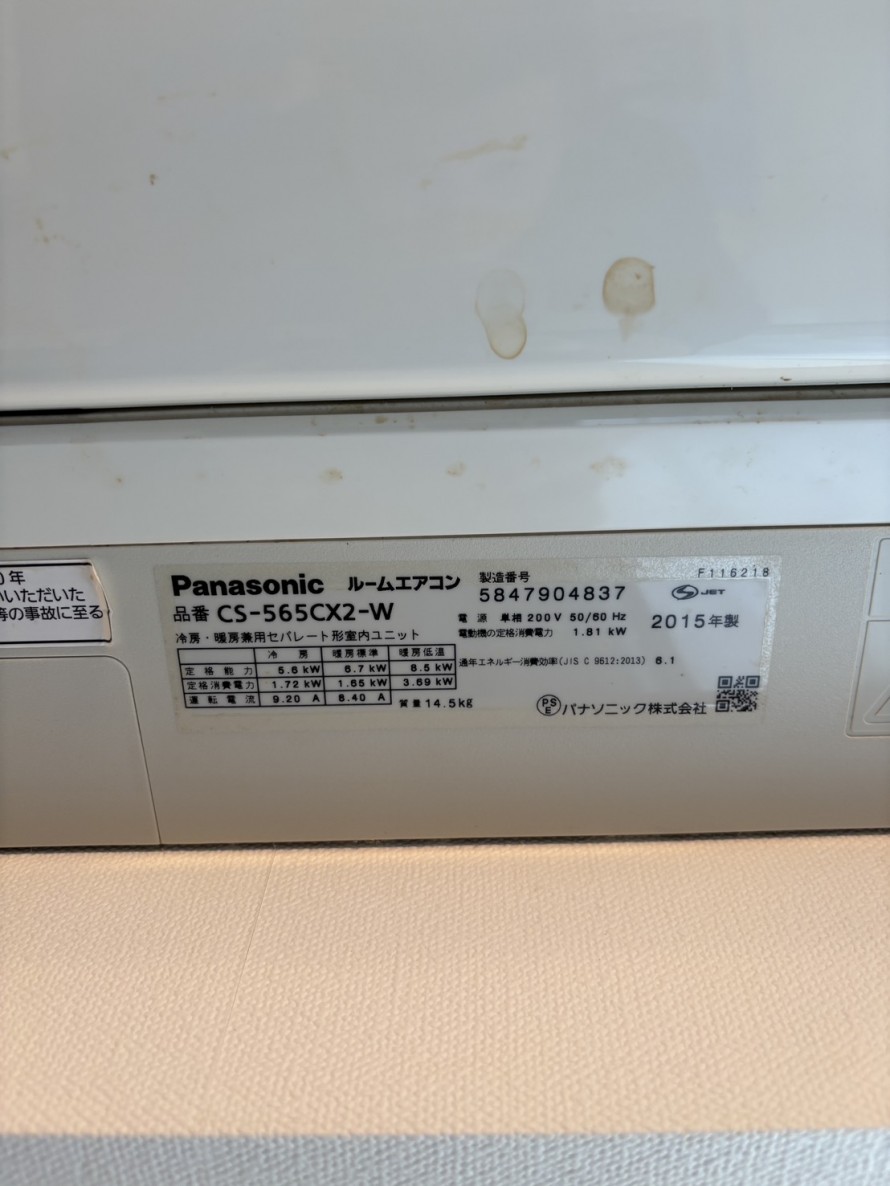 0年
いいただいた
等の事故に至る
Panasonic ルームエアコン
品番 CS-565CX2-W
冷房・暖房兼用セパレート形室内ユニット
冷房 暖房標準 暖房低温
定格能力 5.6 kW 6.7 kW 8.5 kW
定格消費電力 1.72 kW 1.65 kW 3.69 kW
運転電流 9.20 A 8.40 A
質量 14.5kg
製造番号
5847904837
電源 単相 200V 50/60 Hz
電動機の定格消費電力 1.81 kW
通年エネルギー消費効率(JIS C 9612:2013) 6.1
F116218
JET
2015年製
PSE パナソニック株式会社